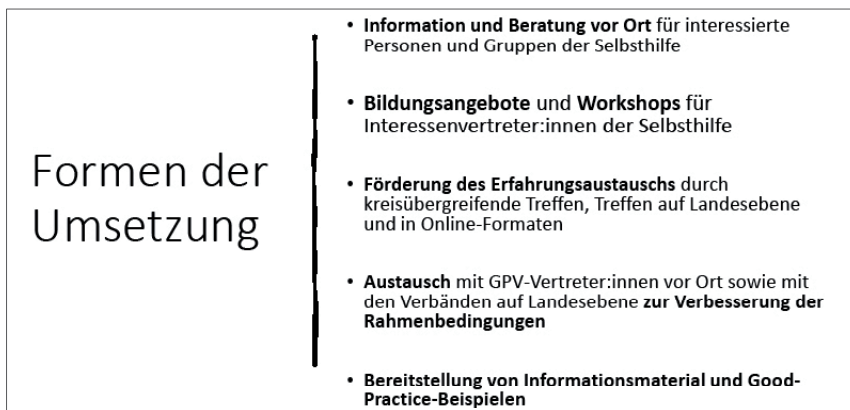 Formen der
Umsetzung
• Information und Beratung vor Ort für interessierte
Personen und Gruppen der Selbsthilfe
• Bildungsangebote und Workshops für
Interessenvertreter:innen der Selbsthilfe
• Förderung des Erfahrungsaustauschs durch
kreisübergreifende Treffen, Treffen auf Landesebene
und in Online-Formaten
• Austausch mit GPV-Vertreter:innen vor Ort sowie mit
den Verbänden auf Landesebene zur Verbesserung der
Rahmenbedingungen
• Bereitstellung von Informationsmaterial und Good-
Practice-Beispielen